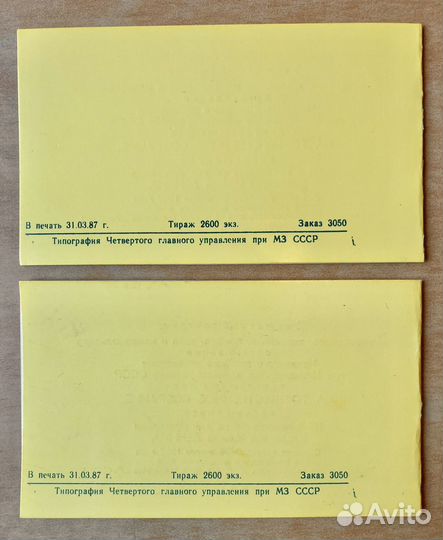 В печать 31.03.87 г. Тираж 2600 экз. Заказ 3050
Типография Четвертого главного управления при МЗ СССР
В печать 31.03.87 г. Тираж 2600 экз. Заказ 3050
Типография Четвертого главного управления при МЗ СССР
Avito